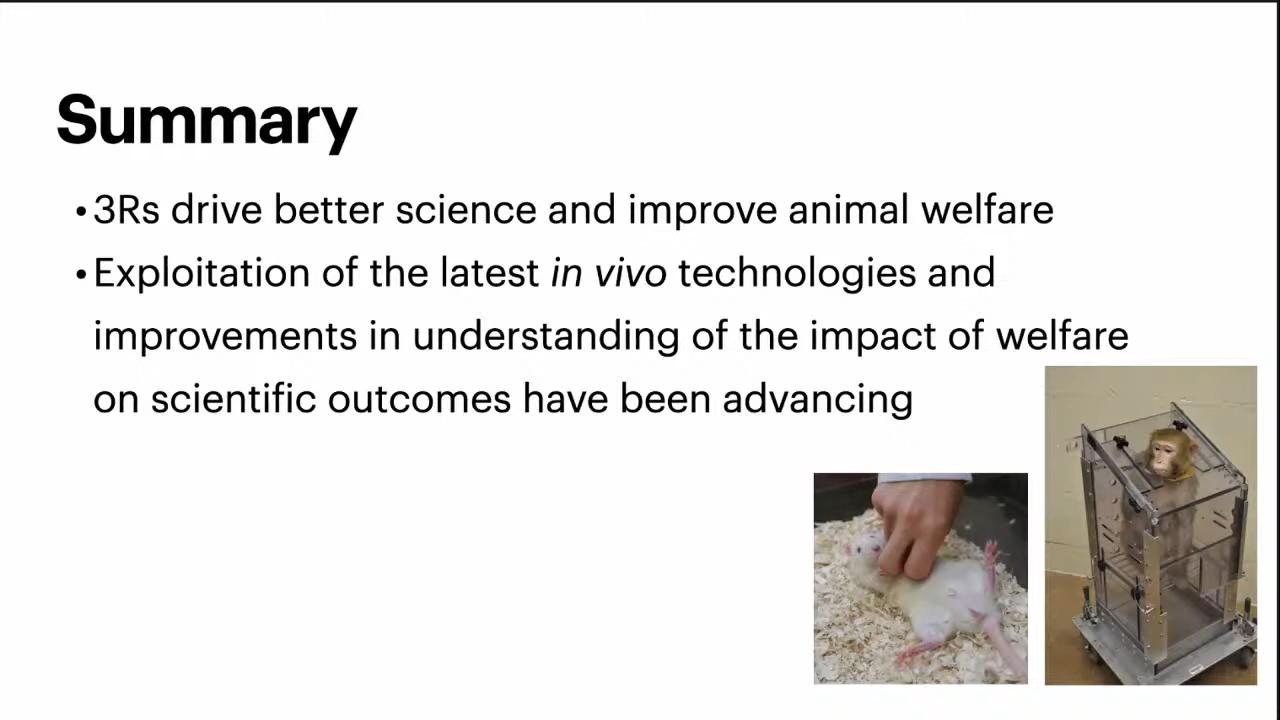 Summary
• 3Rs drive better science and improve animal welfare
• Exploitation of the latest in vivo technologies and
improvements in understanding of the impact of welfare
on scientific outcomes have been advancing